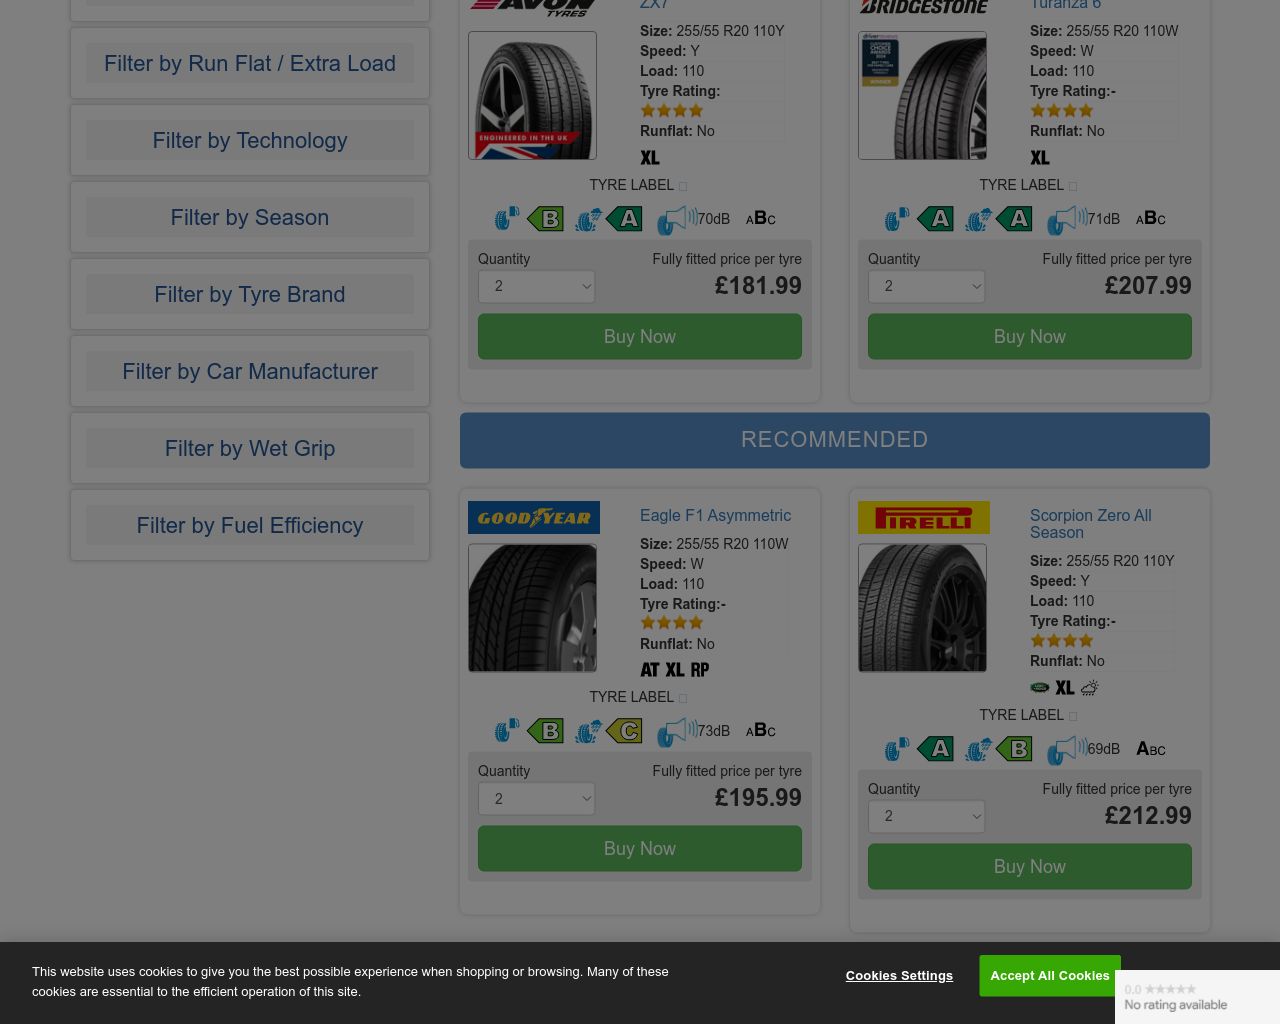 Filter by Run Flat / Extra Load
Filter by Technology
Filter by Season
Filter by Tyre Brand
Filter by Car Manufacturer
Filter by Wet Grip
Filter by Fuel Efficiency
AVON
TYRES
ZX7
Size: 255/55 R20 110Y
Speed: Y
Load: 110
Tyre Rating:
Runflat: No
ENGINEERED IN THE UK
XL
TYRE LABEL
B A 70dB ABC
Quantity
Fully fitted price per tyre
2
£181.99
Buy Now
BRIDGESTONE
Turanza 6
Size: 255/55 R20 110W
Speed: W
Load: 110
Tyre Rating:-
Runflat: No
XL
TYRE LABEL
A A 71dB ABC
Quantity
Fully fitted price per tyre
2
£207.99
Buy Now
RECOMMENDED
GOODYEAR
Eagle F1 Asymmetric
Size: 255/55 R20 110W
Speed: W
Load: 110
Tyre Rating:-
Runflat: No
AT XL RP
TYRE LABEL
B C 73dB ABC
Quantity
Fully fitted price per tyre
2
£195.99
Buy Now
PIRELLI
Scorpion Zero All
Season
Size: 255/55 R20 110Y
Speed: Y
Load: 110
Tyre Rating:-
Runflat: No
XL
TYRE LABEL
A B 69dB ABC
Quantity
Fully fitted price per tyre
2
£212.99
Buy Now
This website uses cookies to give you the best possible experience when shopping or browsing. Many of these
cookies are essential to the efficient operation of this site.
Cookies Settings
Accept All Cookies
0.0
No rating available